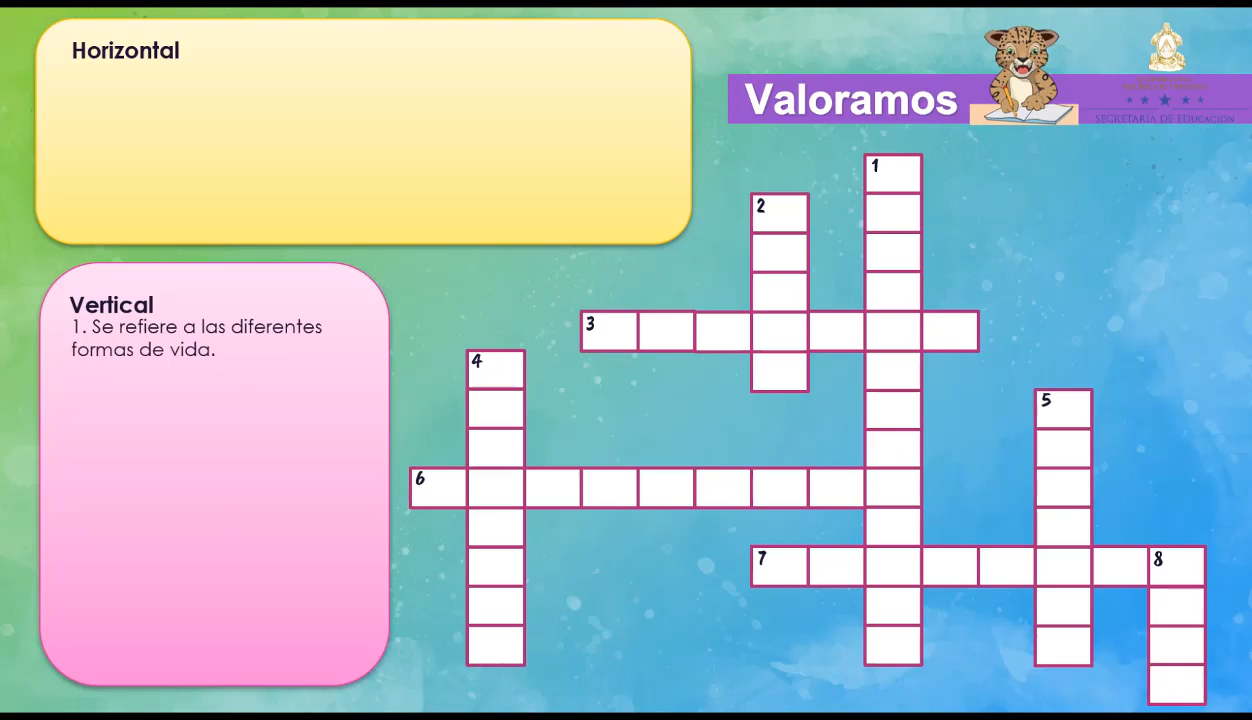 Horizontal
Valoramos
SECRETARÍA DE EDUCACIÓN
Vertical
1. Se refiere a las diferentes
formas de vida.
1
2
3
4
5
6
7
8